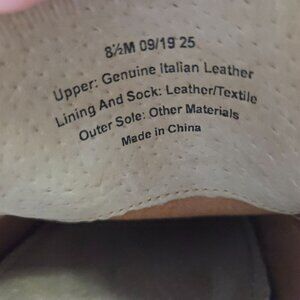 8½M 09/19 25
Upper: Genuine Italian Leather
Lining And Sock: Leather/Textile
Outer Sole: Other Materials
Made in China